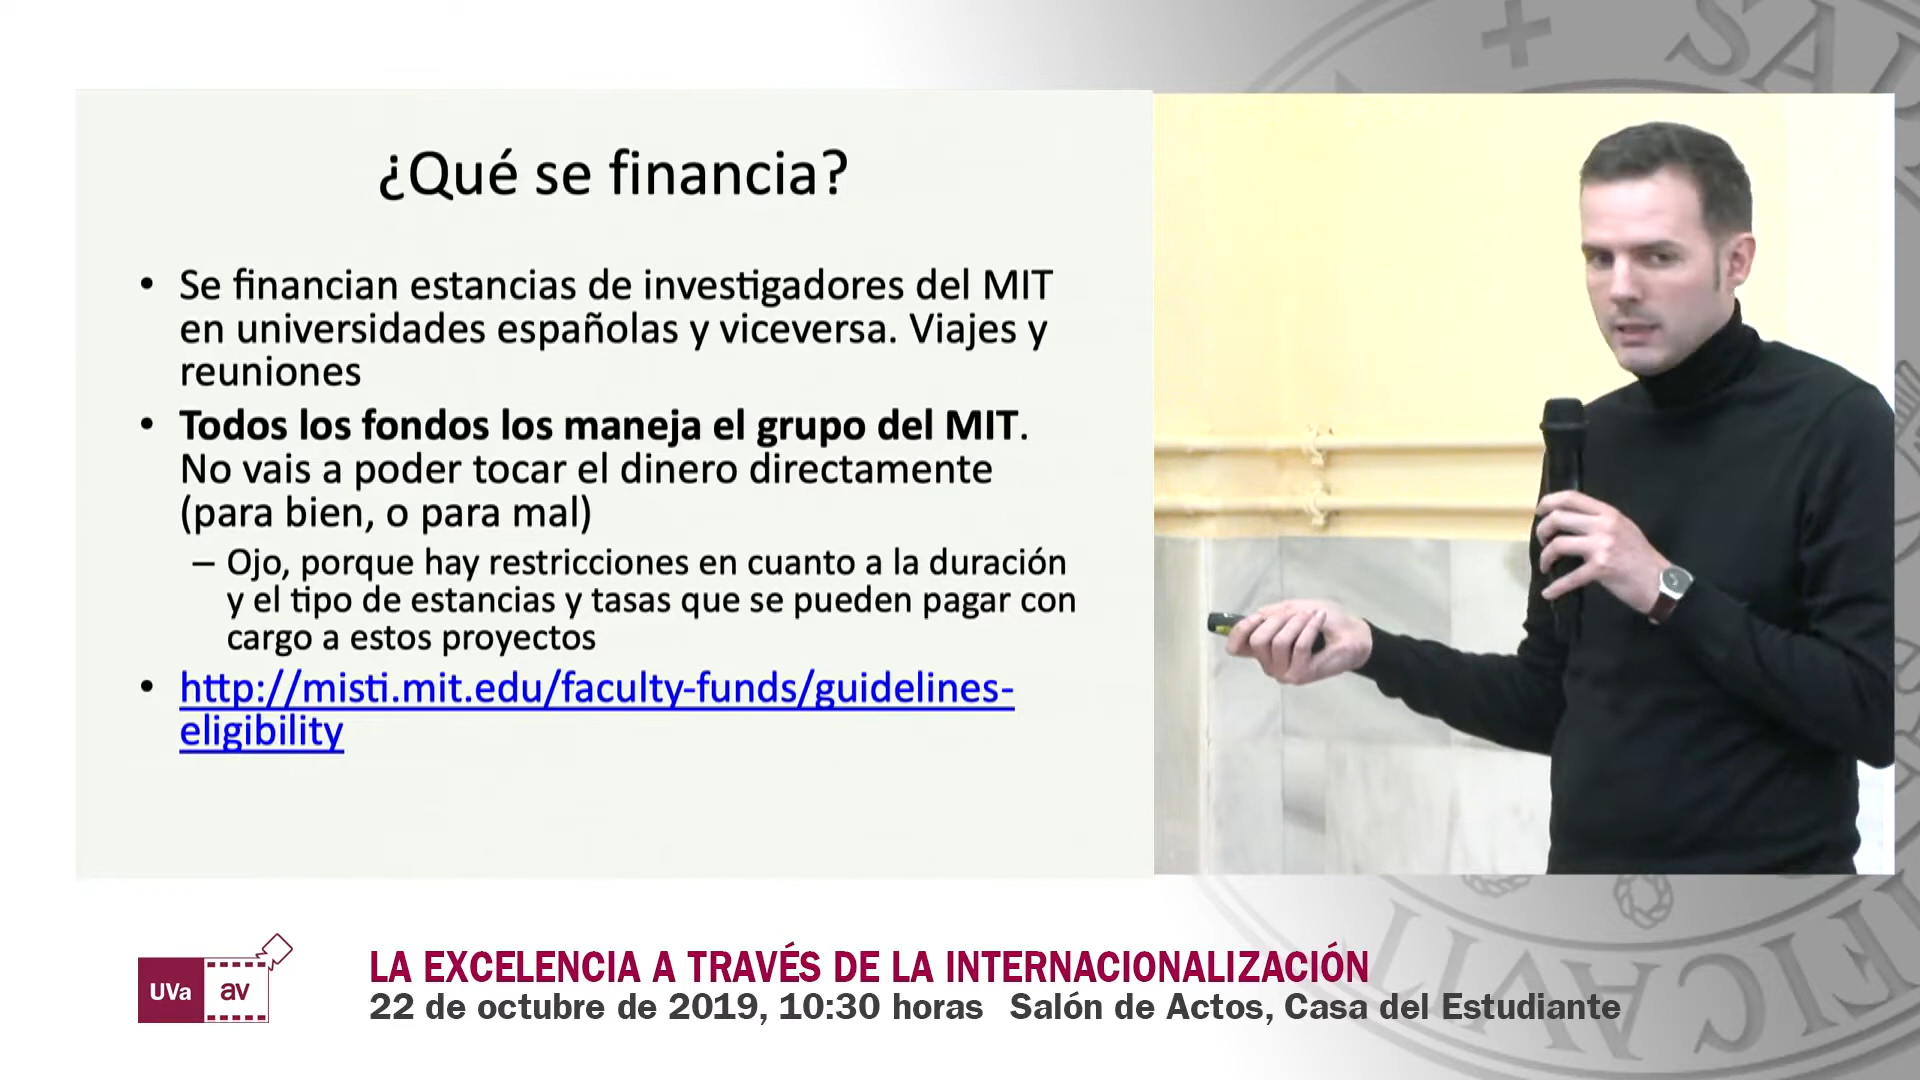 ¿Qué se financia?
• Se financian estancias de investigadores del MIT
en universidades españolas y viceversa. Viajes y
reuniones
• Todos los fondos los maneja el grupo del MIT.
No vais a poder tocar el dinero directamente
(para bien, o para mal)
– Ojo, porque hay restricciones en cuanto a la duración
y el tipo de estancias y tasas que se pueden pagar con
cargo a estos proyectos
• http://misti.mit.edu/faculty-funds/guidelines-
eligibility
UVa av
LA EXCELENCIA A TRAVÉS DE LA INTERNACIONALIZACIÓN
22 de octubre de 2019, 10:30 horas Salón de Actos, Casa del Estudiante